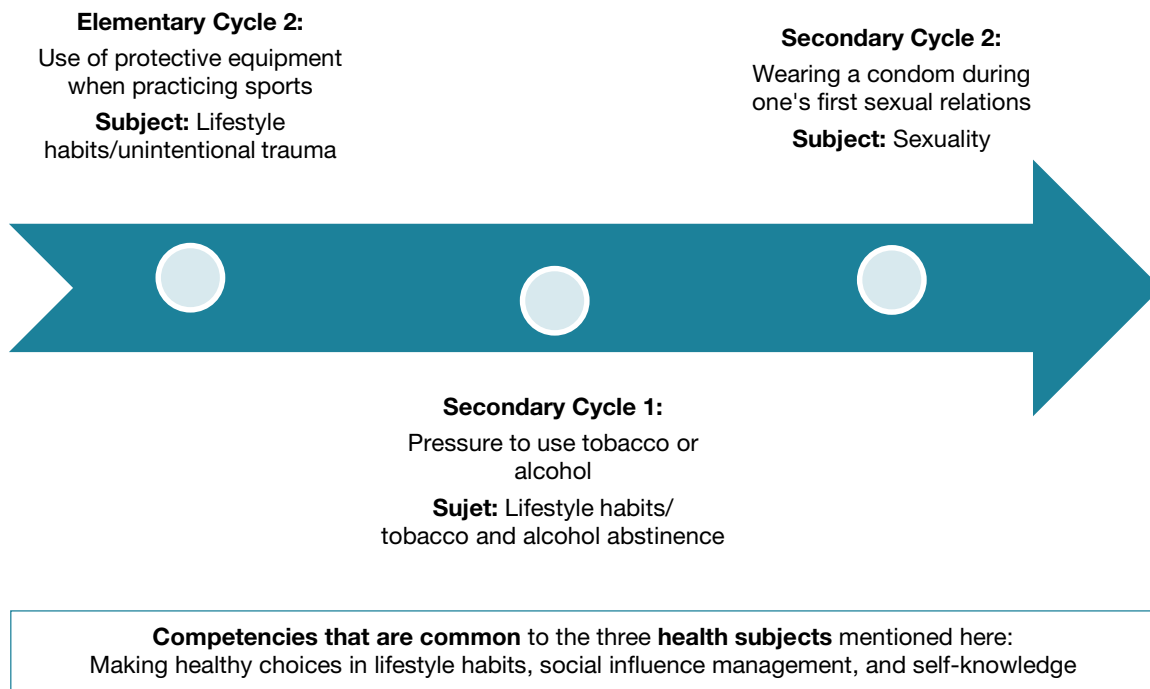 Elementary Cycle 2:
Use of protective equipment
when practicing sports
Subject: Lifestyle
habits/unintentional trauma
Secondary Cycle 2:
Wearing a condom during
one's first sexual relations
Subject: Sexuality
Secondary Cycle 1:
Pressure to use tobacco or
alcohol
Sujet: Lifestyle habits/
tobacco and alcohol abstinence
Competencies that are common to the three health subjects mentioned here:
Making healthy choices in lifestyle habits, social influence management, and self-knowledge